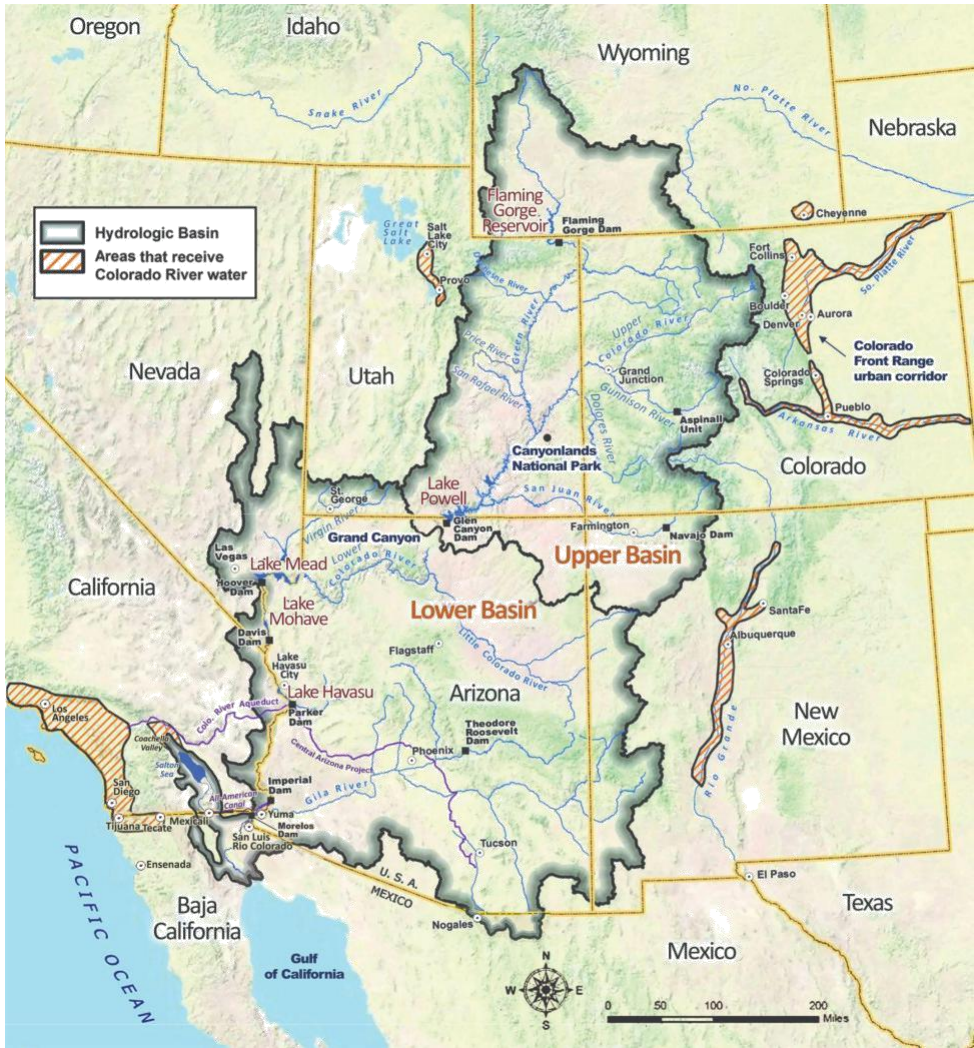 Oregon
Idaho
Wyoming
Snake River
No. Platte River
Nebraska
Hydrologic Basin
Areas that receive
Colorado River water
Great
Salt
Lake
Salt
Lake
City
Provo
Flaming
Gorge
Reservoir
Flaming
Gorge Dam
Cheyenne
Fort
Collins
So. Platte River
Boulder
Denver
Aurora
Colorado
Front Range
urban corridor
Colorado
Springs
Pueblo
Arkansas River
Colorado
Nevada
Utah
Duchesne River
Green River
Price River
San Rafael River
Upper
Colorado River
Grand
Junction
Gunnison River
Aspinall
Unit
Dolores River
Canyonlands
National Park
Lake
Powell
San Juan River
Glen
Canyon
Dam
Farmington
Navajo Dam
Upper Basin
St.
George
Virgin River
Grand Canyon
Las
Vegas
Lake Mead
Lower
Colorado River
Hoover
Dam
Lake
Mohave
Lower Basin
California
Davis
Dam
Lake
Havasu
City
Flagstaff
Little Colorado River
SantaFe
Albuquerque
Lake Havasu
Parker
Dam
Arizona
Colo. River Aqueduct
Los
Angeles
Coachella
Valley
Salton
Sea
Central Arizona Project
Phoenix
Theodore
Roosevelt
Dam
New
Mexico
Rio Grande
San
Diego
All American
Canal
Imperial
Dam
Gila River
Tijuana
Tecate
Mexicali
Yuma
Morelos
Dam
San Luis
Rio Colorado
Ensenada
Tucson
U. S. A.
MEXICO
El Paso
Texas
PACIFIC OCEAN
Baja
California
Nogales
Mexico
Gulf
of California
N
W
E
S
0
50
100
200
Miles